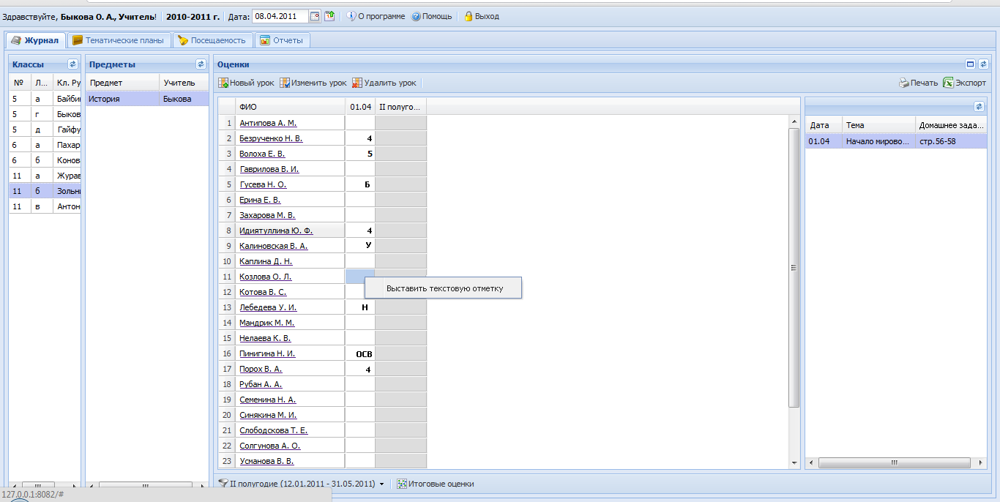 Здравствуйте, Быкова О. А., Учитель! 2010-2011 г. Дата: 08.04.2011 О программе Помощь Выход
Журнал Тематические планы Посещаемость Отчеты
Классы
№ Л... Кл. Ру
5 а Байби
5 г Быков
5 д Гайфу
6 а Пахар
6 б Конов
11 а Журав
11 б Зольн
11 в Антон
Предметы
Предмет Учитель
История Быкова
Оценки
Новый урок Изменить урок Удалить урок Печать Экспорт
ФИО 01.04 II полуго...
1 Антипова А. М.
2 Безрученко Н. В. 4
3 Волоха Е. В. 5
4 Гаврилова В. И.
5 Гусева Н. О. Б
6 Ерина Е. В.
7 Захарова М. В.
8 Идиятуллина Ю. Ф. 4
9 Калиновская В. А. У
10 Каплина Д. Н.
11 Козлова О. Л.
Выставить текстовую отметку
12 Котова В. С.
13 Лебедева У. И. Н
14 Мандрик М. М.
15 Нелаева К. В.
16 Пинигина Н. И. ОСВ
17 Порох В. А. 4
18 Рубан А. А.
19 Семенина Н. А.
20 Синякина М. И.
21 Слободскова Т. Е.
22 Солгунова А. О.
23 Усманова В. В.
Дата Тема Домашнее зада...
01.04 Начало мирово... стр.56-58
II полугодие (12.01.2011 - 31.05.2011) Итоговые оценки
127.0.0.1:8082/#